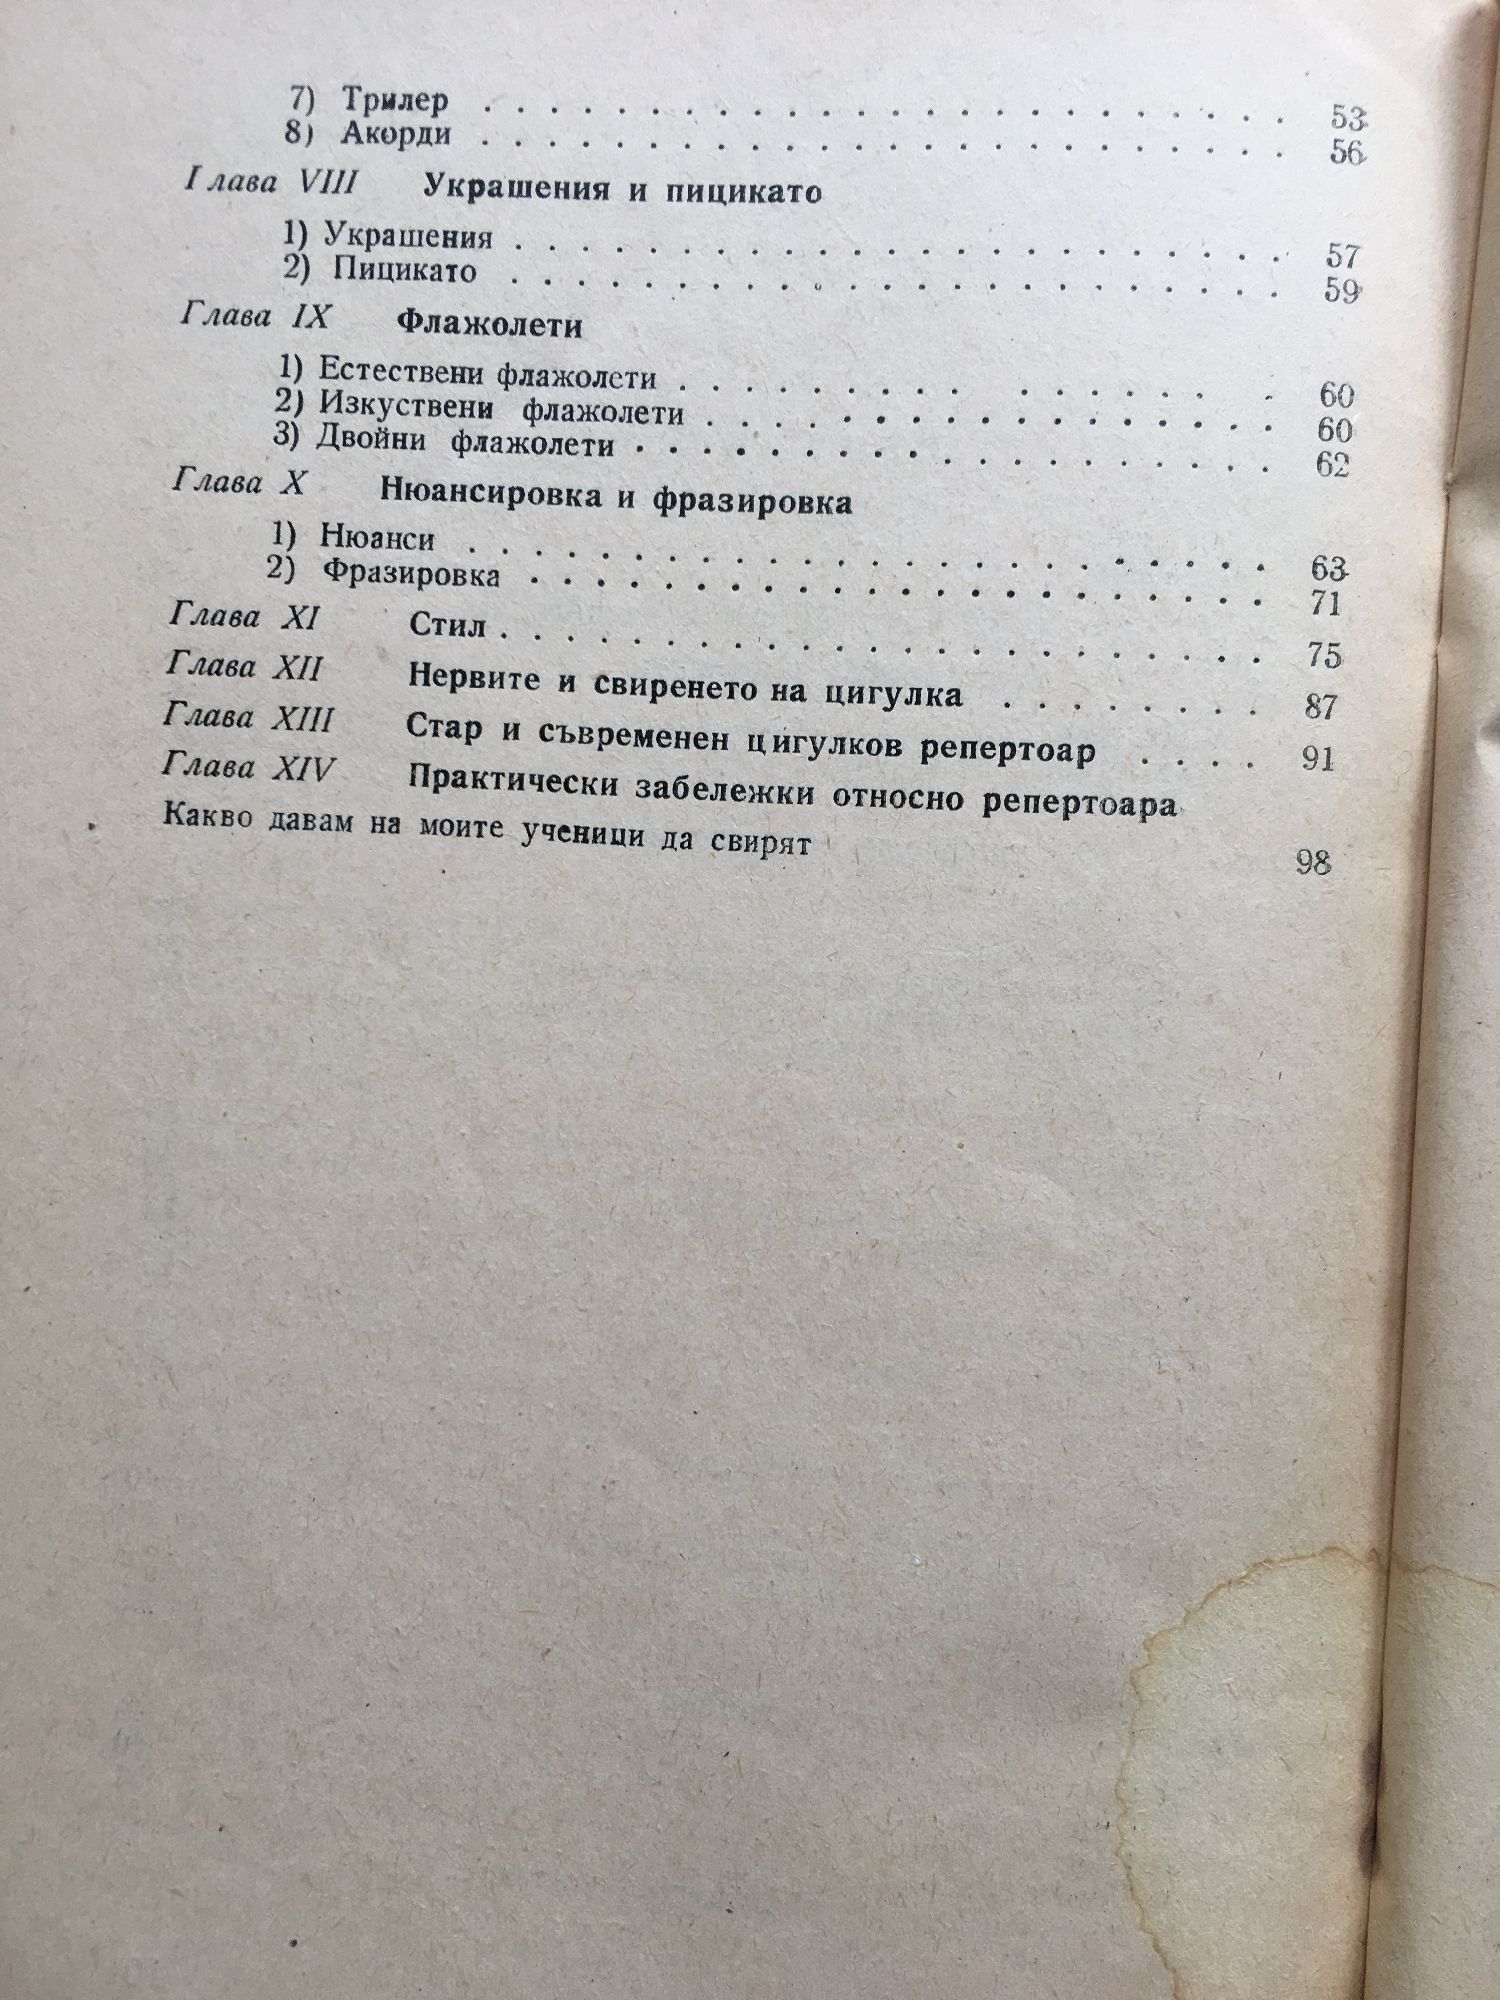 7) Трилер . . . . . . . . . . . . . . . . . . . . . . . . . 53
8) Акорди . . . . . . . . . . . . . . . . . . . . . . . . . 56
Глава VIII Украшения и пицикато
1) Украшения . . . . . . . . . . . . . . . . . . . . . . . . 57
2) Пицикато . . . . . . . . . . . . . . . . . . . . . . . . 59
Глава IX Флажолети
1) Естествени флажолети . . . . . . . . . . . . . . . . . . 60
2) Изкуствени флажолети . . . . . . . . . . . . . . . . . . 60
3) Двойни флажолети . . . . . . . . . . . . . . . . . . . . 62
Глава X Нюансировка и фразировка
1) Нюанси . . . . . . . . . . . . . . . . . . . . . . . . . 63
2) Фразировка . . . . . . . . . . . . . . . . . . . . . . . 71
Глава XI Стил . . . . . . . . . . . . . . . . . . . . . . . 75
Глава XII Нервите и свиренето на цигулка . . . . . . . . 87
Глава XIII Стар и съвременен цигулков репертоар . . . . 91
Глава XIV Практически забележки относно репертоара
Какво давам на моите ученици да свирят 98